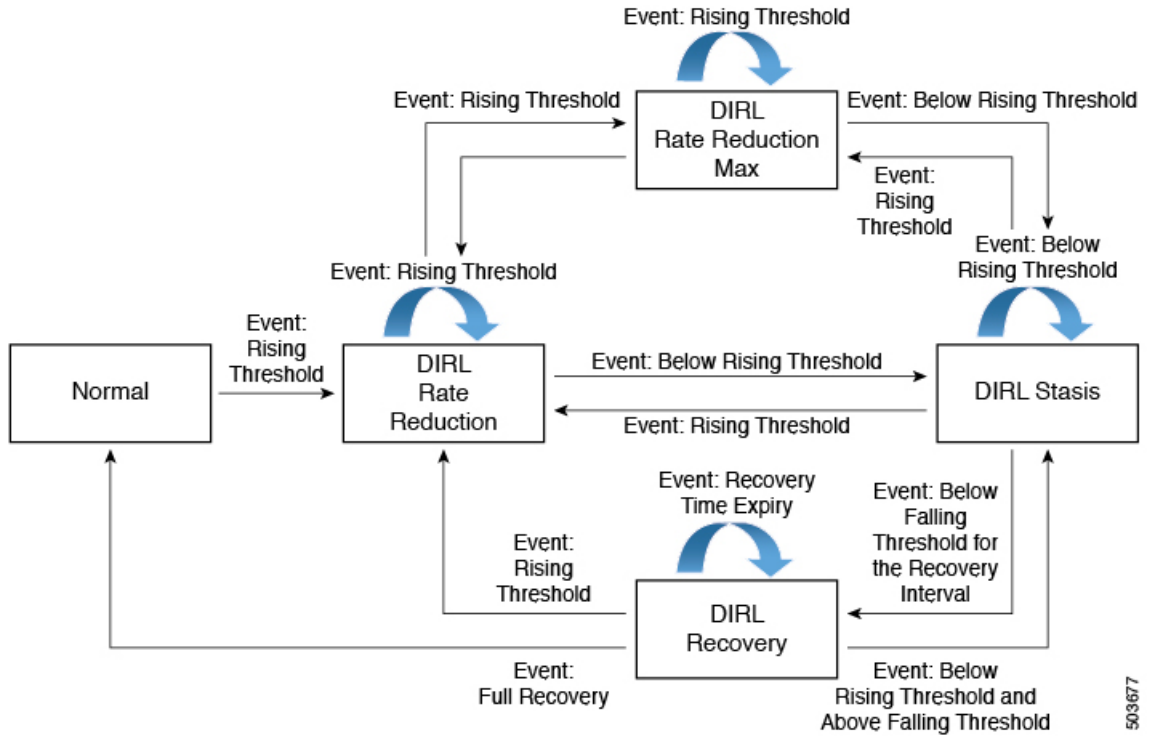 Event: Rising Threshold
Event: Rising Threshold
DIRL
Rate Reduction
Max
Event: Below Rising Threshold
Event:
Rising
Threshold
Event: Rising Threshold
Event: Below
Rising Threshold
Event:
Rising
Threshold
Normal
DIRL
Rate
Reduction
Event: Below Rising Threshold
Event: Rising Threshold
DIRL Stasis
Event: Recovery
Time Expiry
Event: Below
Falling
Threshold for
the Recovery
Interval
Event:
Rising
Threshold
DIRL
Recovery
Event:
Full Recovery
Event: Below
Rising Threshold and
Above Falling Threshold
503677